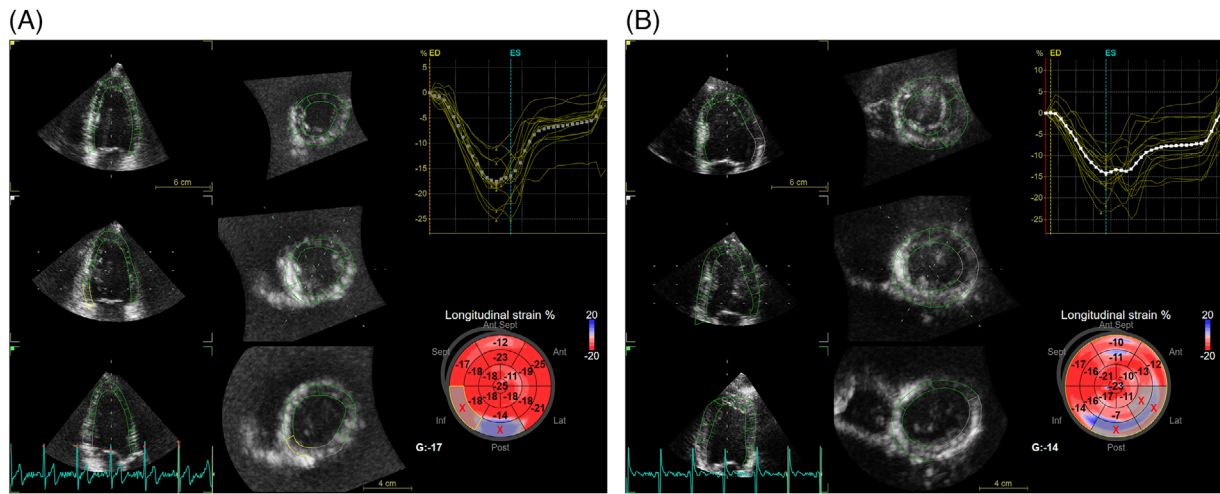 (A)
% ED ES
5
0
-5
-10
-15
-20
-25
6 cm
Longitudinal strain %
20
-20
Ant Sept
Sept
Ant
Inf
Lat
Post
-12
-17
-23
-25
-18
-18
-11
-19
-25
-18
-18
-18
-18
X
-14
-21
X
G:-17
4 cm
(B)
% ED ES
10
5
0
-5
-10
-15
-20
-25
6 cm
Longitudinal strain %
20
-20
Ant Sept
Sept
Ant
Inf
Lat
Post
-10
-17
-11
-12
-16
-21
-10
-13
-23
-16
-17
-11
X
X
-14
-7
X
G:-14
4 cm